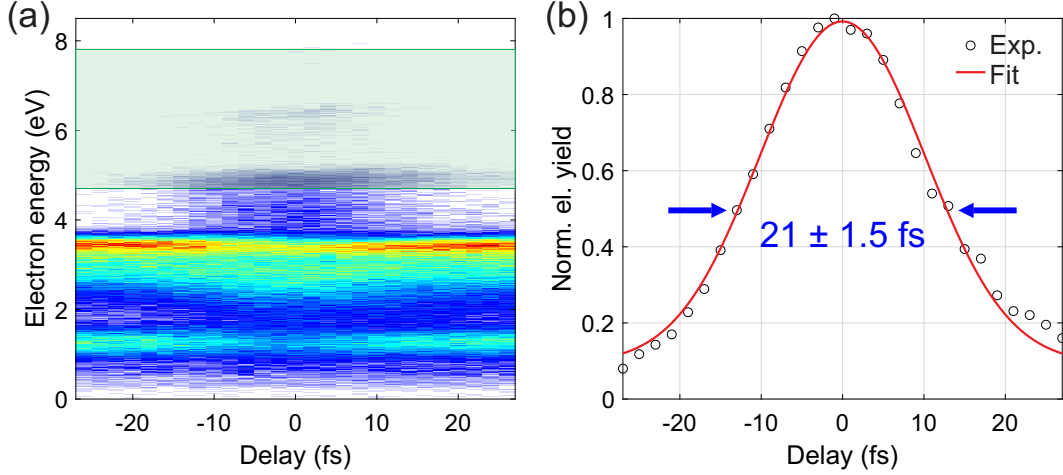 (a)
Electron energy (eV)
8
6
4
2
0
-20 -10 0 10 20
Delay (fs)
(b)
Norm. el. yield
1
0.8
0.6
0.4
0.2
0
Exp.
Fit
21 ± 1.5 fs
-20 -10 0 10 20
Delay (fs)